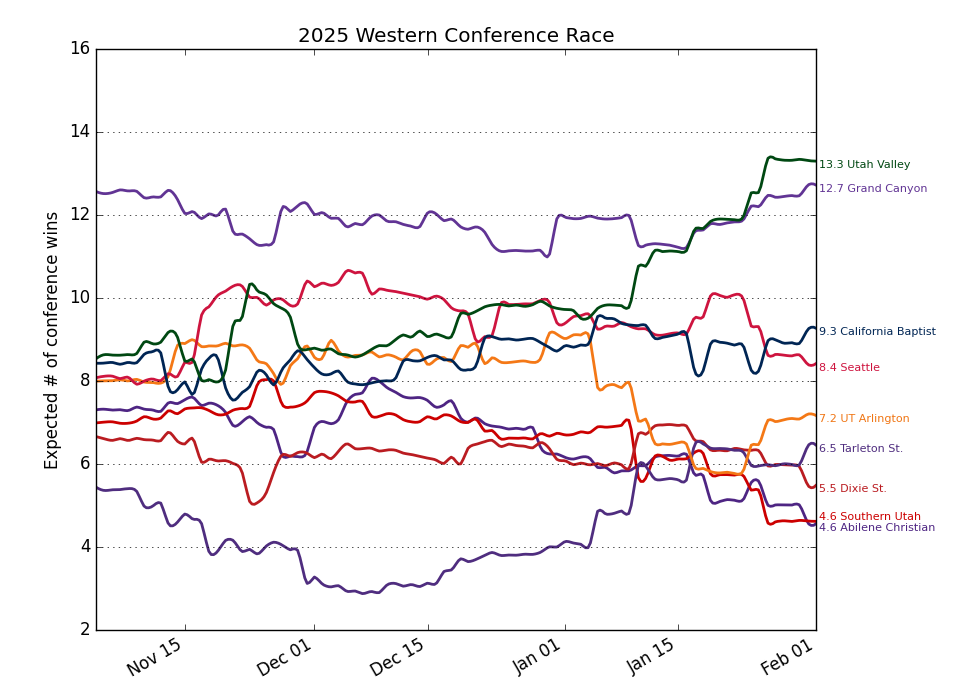 2025 Western Conference Race
Expected # of conference wins
16
14
12
10
8
6
4
2
13.3 Utah Valley
12.7 Grand Canyon
9.3 California Baptist
8.4 Seattle
7.2 UT Arlington
6.5 Tarleton St.
5.5 Dixie St.
4.6 Southern Utah
4.6 Abilene Christian
Nov 15
Dec 01
Dec 15
Jan 01
Jan 15
Feb 01